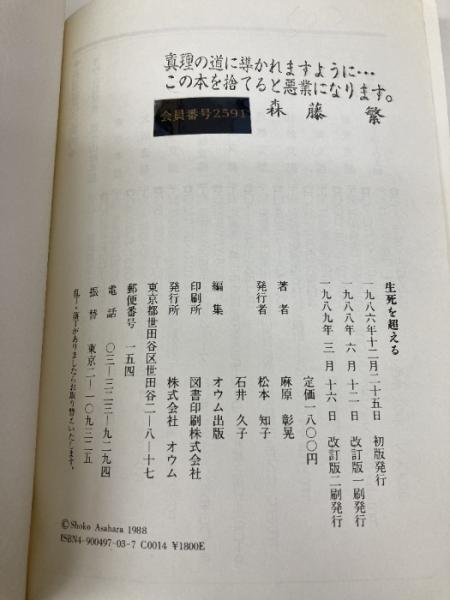 真理の道に導かれますように…
この本を捨てると悪業になります。
会員番号2591 森藤 繁
生死を超える
一九八六年十二月二十五日 初版発行
一九八八年 六月 十二日 改訂版一刷発行
一九八九年 三月 十六日 改訂版二刷発行
定価一八〇〇円
著者 麻原 彰晃
発行者 松本 知子
石井 久子
編集 オウム出版
印刷所 図書印刷株式会社
発行所 株式会社 オウム
東京都世田谷区世田谷二ー八ー十七
郵便番号 一五四
電話 〇三ー三二三ー九二九四
振替 東京二ー一〇九三二五
乱丁・落丁がありましたらお取り替えいたします。
©Shoko Asahara 1988
ISBN4-900497-03-7 C0014 ¥1800E